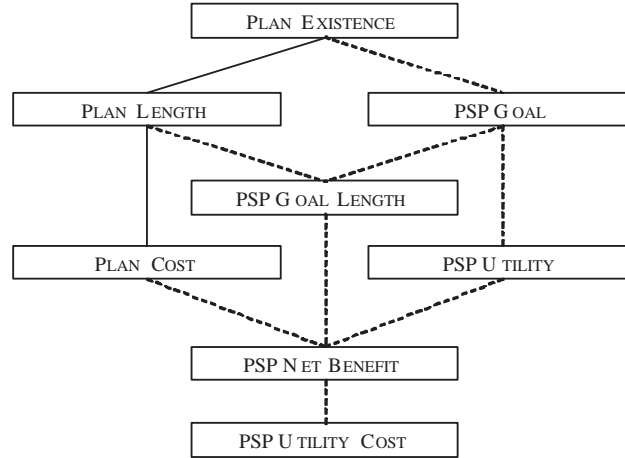 PLAN EXISTENCE
PLAN LENGTH
PSP GOAL
PSP GOAL LENGTH
PLAN COST
PSP UTILITY
PSP NET BENEFIT
PSP UTILITY COST